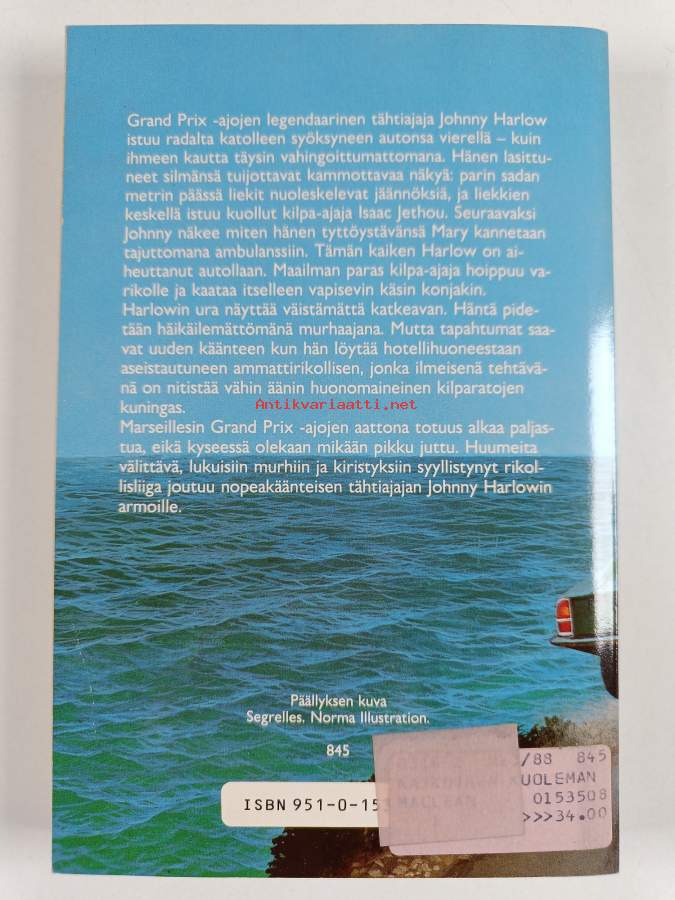 Grand Prix -ajojen legendaarinen tähtiajaja Johnny Harlow
istuu radalta katolleen syöksyneen autonsa vierellä – kuin
ihmeen kautta täysin vahingoittumattomana. Hänen lasittu-
neet silmänsä tuijottavat kammottavaa näkyä: parin sadan
metrin päässä liekit nuoleskelevat jäännöksiä, ja liekkien
keskellä istuu kuollut kilpa-ajaja Isaac Jethou. Seuraavaksi
Johnny näkee miten hänen tyttöystävänsä Mary kannetaan
tajuttomana ambulanssiin. Tämän kaiken Harlow on ai-
heuttanut autollaan. Maailman paras kilpa-ajaja hoippuu va-
rikolle ja kaataa itselleen vapisevin käsin konjakin.
Harlowin ura näyttää väistämättä katkeavan. Häntä pide-
tään häikäilemättömänä murhaajana. Mutta tapahtumat saa-
vat uuden käänteen kun hän löytää hotellihuoneestaan
aseistautuneen ammattirikollisen, jonka ilmeisenä tehtävä-
nä on nitistää vähin äänin huonomaineinen kilparatojen
kuningas.
Antikvariaatti.net
Marseillesin Grand Prix -ajojen aattona totuus alkaa paljas-
tua, eikä kyseessä olekaan mikään pikku juttu. Huumeita
välittävä, lukuisiin murhiin ja kiristyksiin syyllistynyt rikol-
lisliiga joutuu nopeakäänteisen tähtiajajan Johnny Harlowin
armoille.
Päällyksen kuva
Segrelles. Norma Illustration.
845
/88 845
KUOLEMAN
MACLEAN 0153508
>>>34.00
ISBN 951-0-15